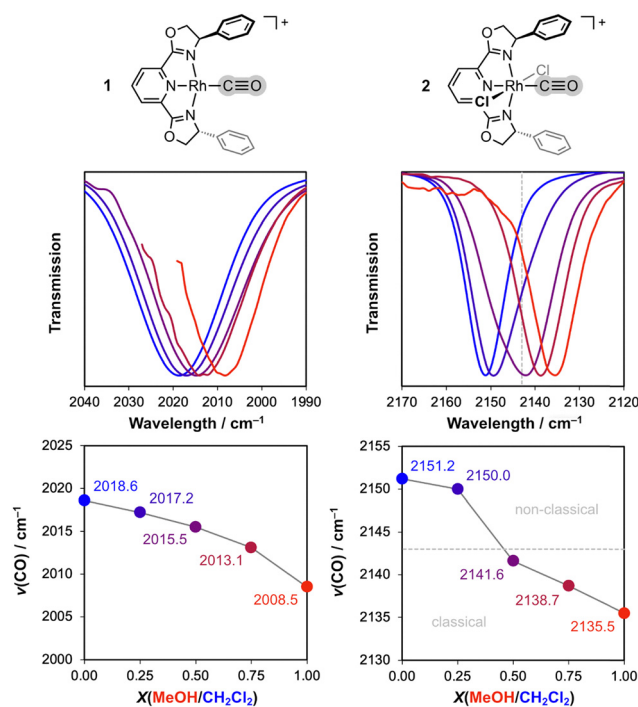 1
O
N
N
Rh
C≡O
N
O
]+
2
O
N
Cl
N
Rh
C≡O
Cl
N
O
]+
Transmission
2040 2030 2020 2010 2000 1990
Wavelength / cm⁻¹
Transmission
2170 2160 2150 2140 2130 2120
Wavelength / cm⁻¹
ν(CO) / cm⁻¹
2025
2020
2015
2010
2005
2000
2018.6
2017.2
2015.5
2013.1
2008.5
0.00 0.25 0.50 0.75 1.00
X(MeOH/CH₂Cl₂)
ν(CO) / cm⁻¹
2155
2150
2145
2140
2135
2130
2151.2
2150.0
non-classical
2141.6
2138.7
classical
2135.5
0.00 0.25 0.50 0.75 1.00
X(MeOH/CH₂Cl₂)